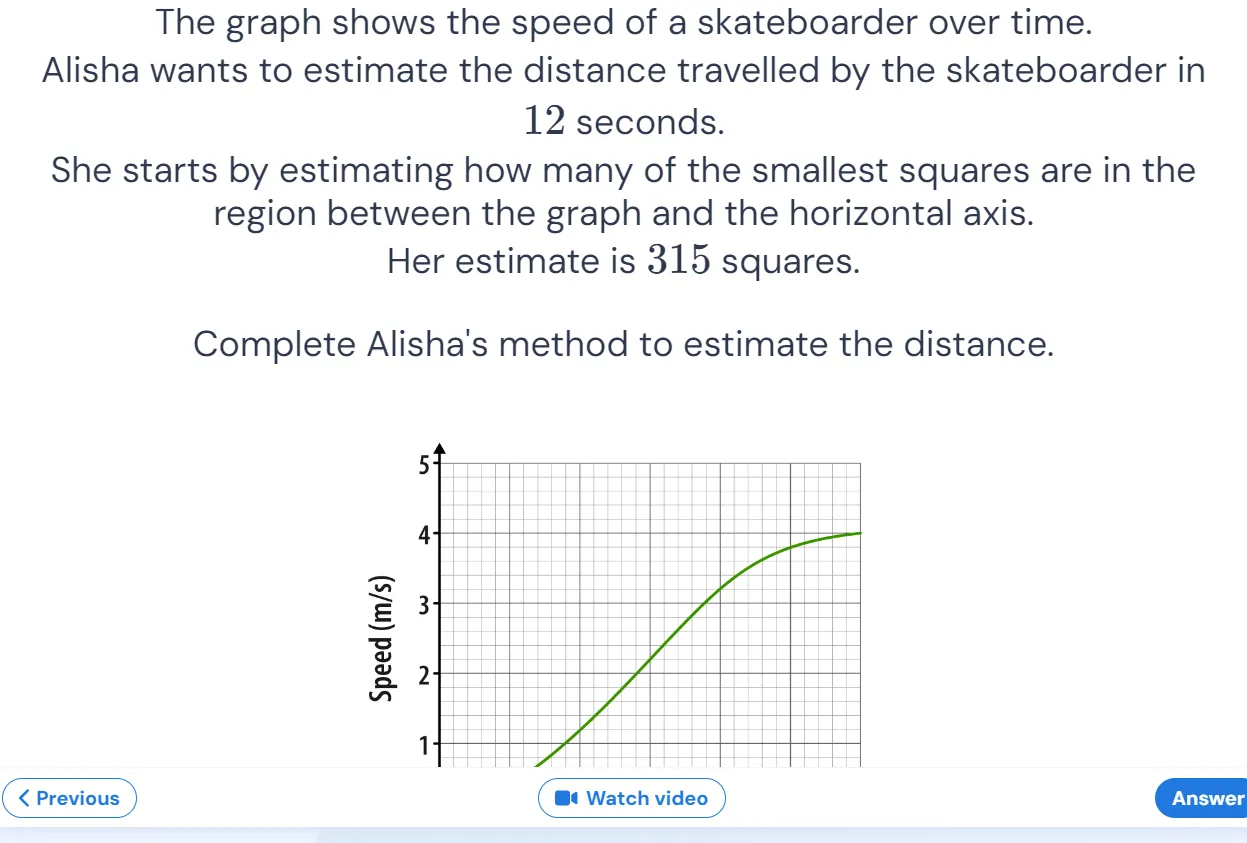 The graph shows the speed of a skateboarder over time.
Alisha wants to estimate the distance travelled by the skateboarder in
12 seconds.
She starts by estimating how many of the smallest squares are in the
region between the graph and the horizontal axis.
Her estimate is 315 squares.
Complete Alisha's method to estimate the distance.
5
4
3
2
1
Speed (m/s)
Previous
Watch video
Answer